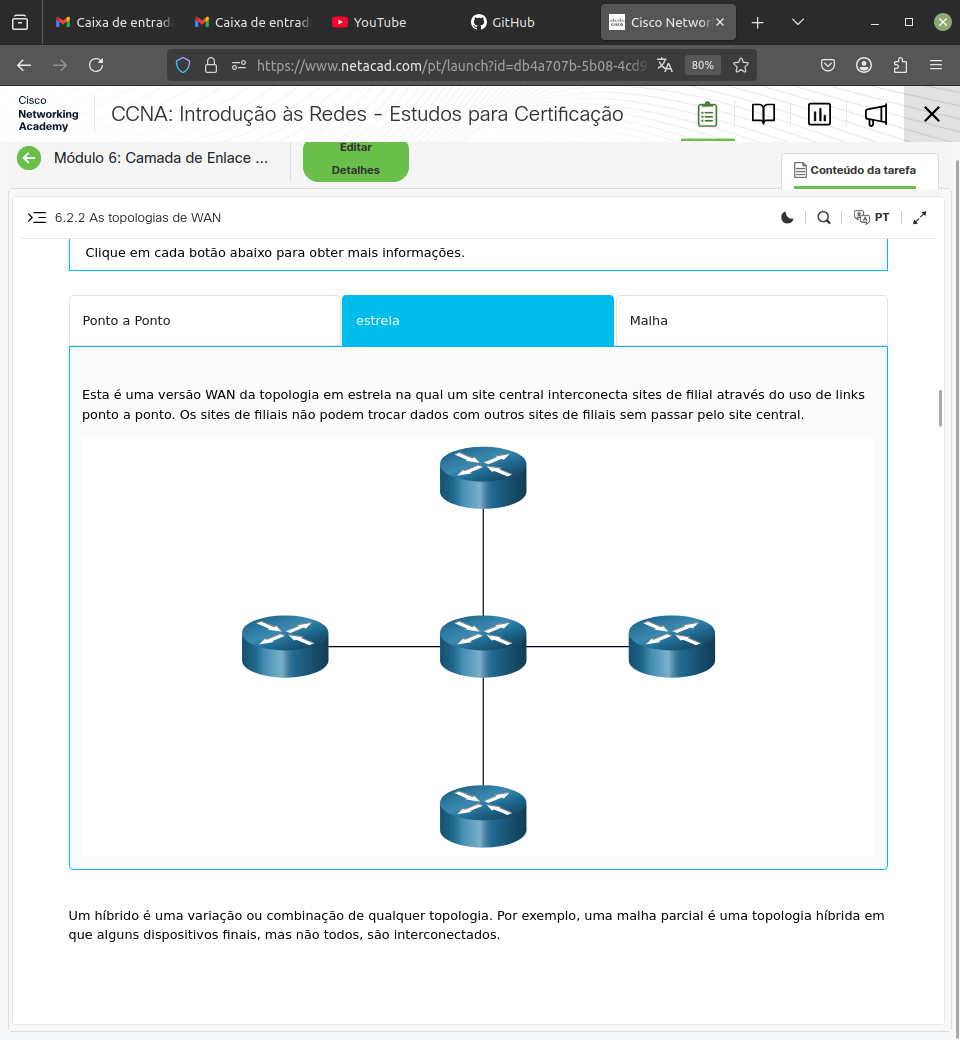 Caixa de entrad
Caixa de entrad
YouTube
GitHub
Cisco Networ
https://www.netacad.com/pt/launch?id=db4a707b-5b08-4cd9
80%
Cisco
Networking
Academy
CCNA: Introdução às Redes - Estudos para Certificação
Módulo 6: Camada de Enlace ...
Editar
Detalhes
Conteúdo da tarefa
6.2.2 As topologias de WAN
PT
Clique em cada botão abaixo para obter mais informações.
Ponto a Ponto
estrela
Malha
Esta é uma versão WAN da topologia em estrela na qual um site central interconecta sites de filial através do uso de links
ponto a ponto. Os sites de filiais não podem trocar dados com outros sites de filiais sem passar pelo site central.
Um híbrido é uma variação ou combinação de qualquer topologia. Por exemplo, uma malha parcial é uma topologia híbrida em
que alguns dispositivos finais, mas não todos, são interconectados.